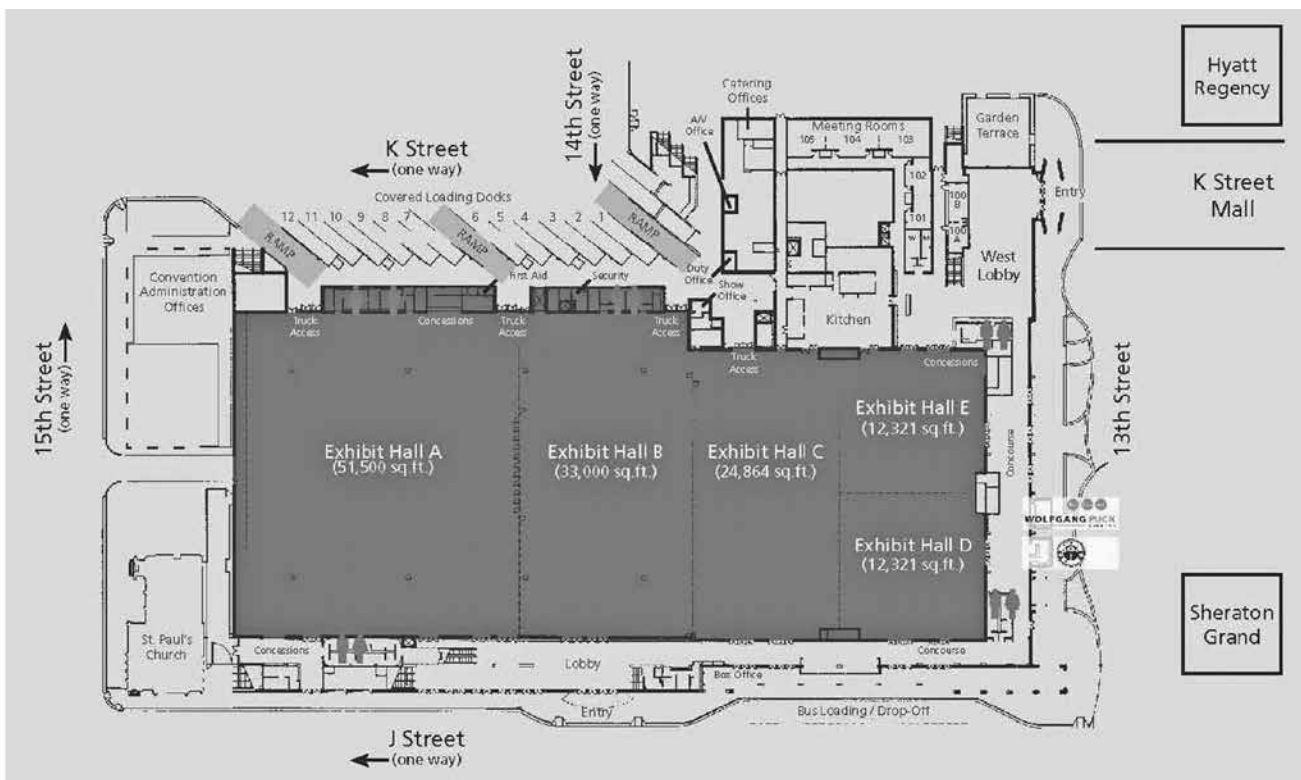 Hyatt
Regency
K Street
Mall
Sheraton
Grand
14th Street
(one way)
K Street
(one way)
15th Street
(one way)
13th Street
J Street
(one way)
Catering
Offices
A/V
Office
Meeting Rooms
105 104 103
102
101
W M
100
B
100
A
Garden
Terrace
Entry
West
Lobby
Covered Loading Docks
12 11 10 9 8 7 6 5 4 3 2 1
RAMP
RAMP
RAMP
First Aid
Security
Duty
Office
Show
Office
Kitchen
Convention
Administration
Offices
Truck
Access
Concessions
Truck
Access
Truck
Access
Truck
Access
Concessions
Exhibit Hall A
(51,500 sq.ft.)
Exhibit Hall B
(33,000 sq.ft.)
Exhibit Hall C
(24,864 sq.ft.)
Exhibit Hall E
(12,321 sq.ft.)
Exhibit Hall D
(12,321 sq.ft.)
Concourse
WOLFGANG PUCK
St. Paul's
Church
Concessions
Lobby
Concourse
Box Office
Entry
Bus Loading / Drop-Off